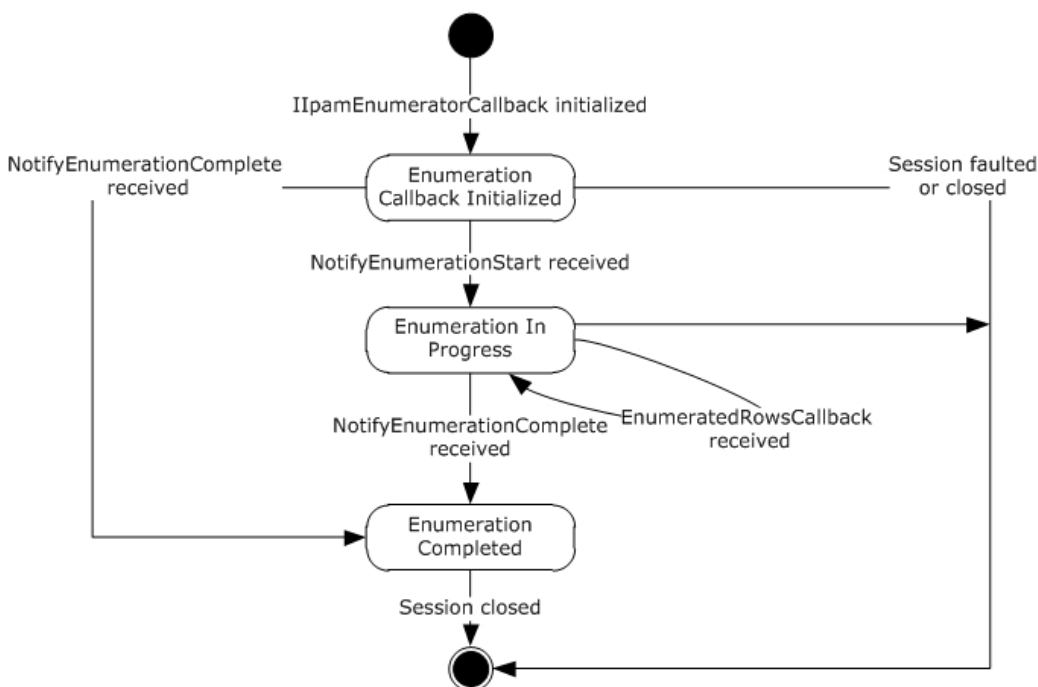 IIpamEnumeratorCallback initialized
NotifyEnumerationComplete
received
Enumeration
Callback Initialized
Session faulted
or closed
NotifyEnumerationStart received
Enumeration In
Progress
NotifyEnumerationComplete
received
EnumeratedRowsCallback
received
Enumeration
Completed
Session closed